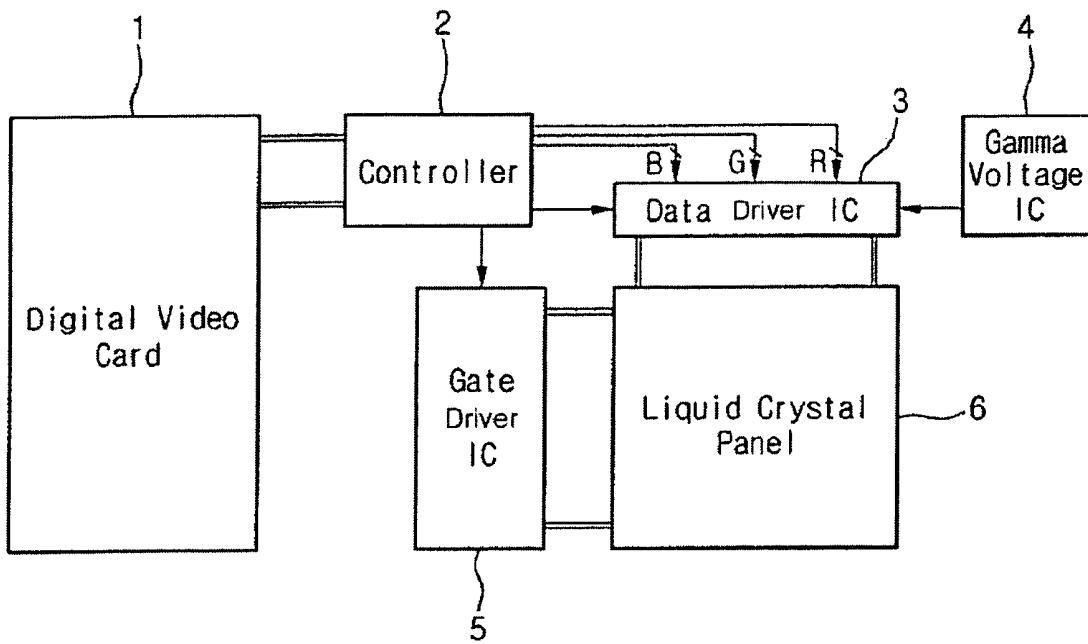 1
2
4
3
Controller
B G R
Gamma
Voltage
IC
Data Driver IC
Digital Video
Card
Gate
Driver
IC
Liquid Crystal
Panel
6
5